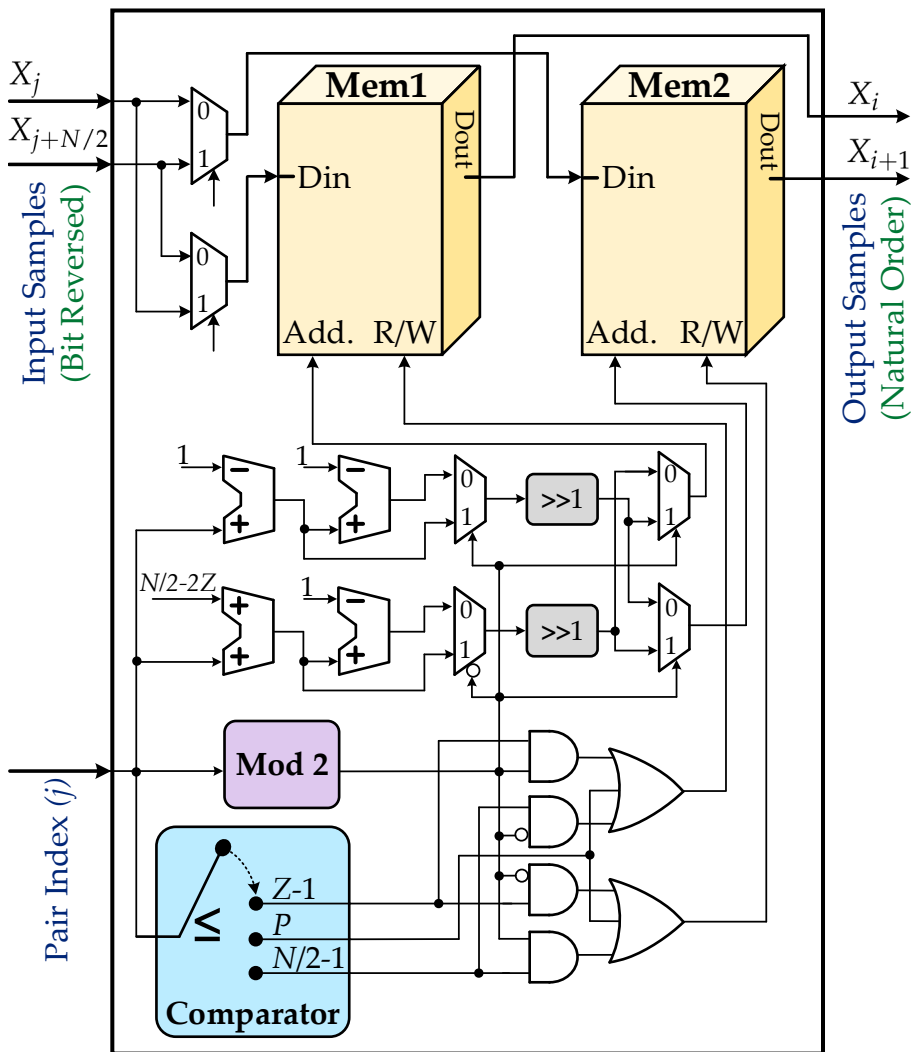 X_j
X_{j+N/2}
Input Samples
(Bit Reversed)
0
1
0
1
Mem1
Dout
Din
Add. R/W
Mem2
Dout
Din
Add. R/W
X_i
X_{i+1}
Output Samples
(Natural Order)
1
−
+
1
−
+
0
1
>>1
0
1
N/2-2Z
+
+
1
−
+
0
1
>>1
0
1
Pair Index (j)
Mod 2
≤
Z-1
P
N/2-1
Comparator